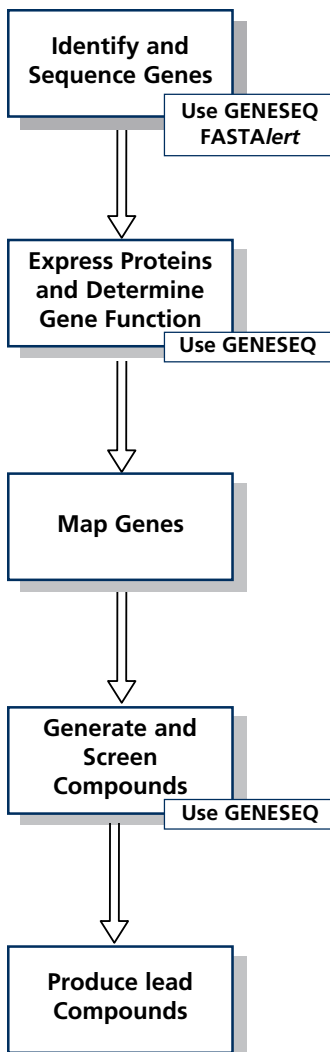 Identify and
Sequence Genes
Use GENESEQ
FASTAlert
Express Proteins
and Determine
Gene Function
Use GENESEQ
Map Genes
Generate and
Screen
Compounds
Use GENESEQ
Produce lead
Compounds